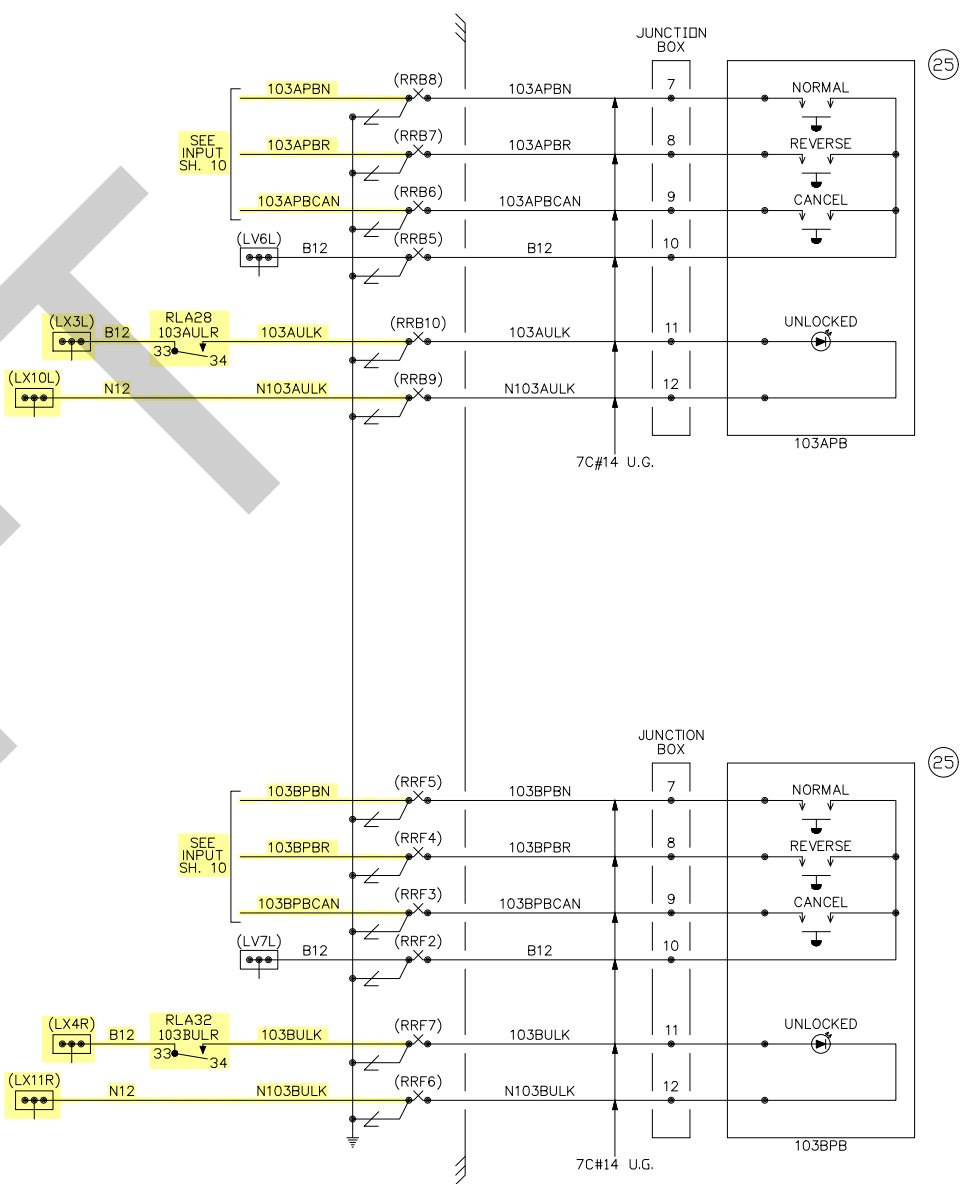 JUNCTION
BOX
25
103APBN (RRB8) 103APBN 7 NORMAL
SEE
INPUT
SH. 10
103APBR (RRB7) 103APBR 8 REVERSE
103APBCAN (RRB6) 103APBCAN 9 CANCEL
(LV6L) B12 (RRB5) B12 10
(LX3L) B12 RLA28
103AULR
33 34
103AULK (RRB10) 103AULK 11 UNLOCKED
(LX10L) N12 N103AULK (RRB9) N103AULK 12
103APB
7C#14 U.G.
JUNCTION
BOX
25
103BPBN (RRF5) 103BPBN 7 NORMAL
SEE
INPUT
SH. 10
103BPBR (RRF4) 103BPBR 8 REVERSE
103BPBCAN (RRF3) 103BPBCAN 9 CANCEL
(LV7L) B12 (RRF2) B12 10
(LX4R) B12 RLA32
103BULR
33 34
103BULK (RRF7) 103BULK 11 UNLOCKED
(LX11R) N12 N103BULK (RRF6) N103BULK 12
103BPB
7C#14 U.G.